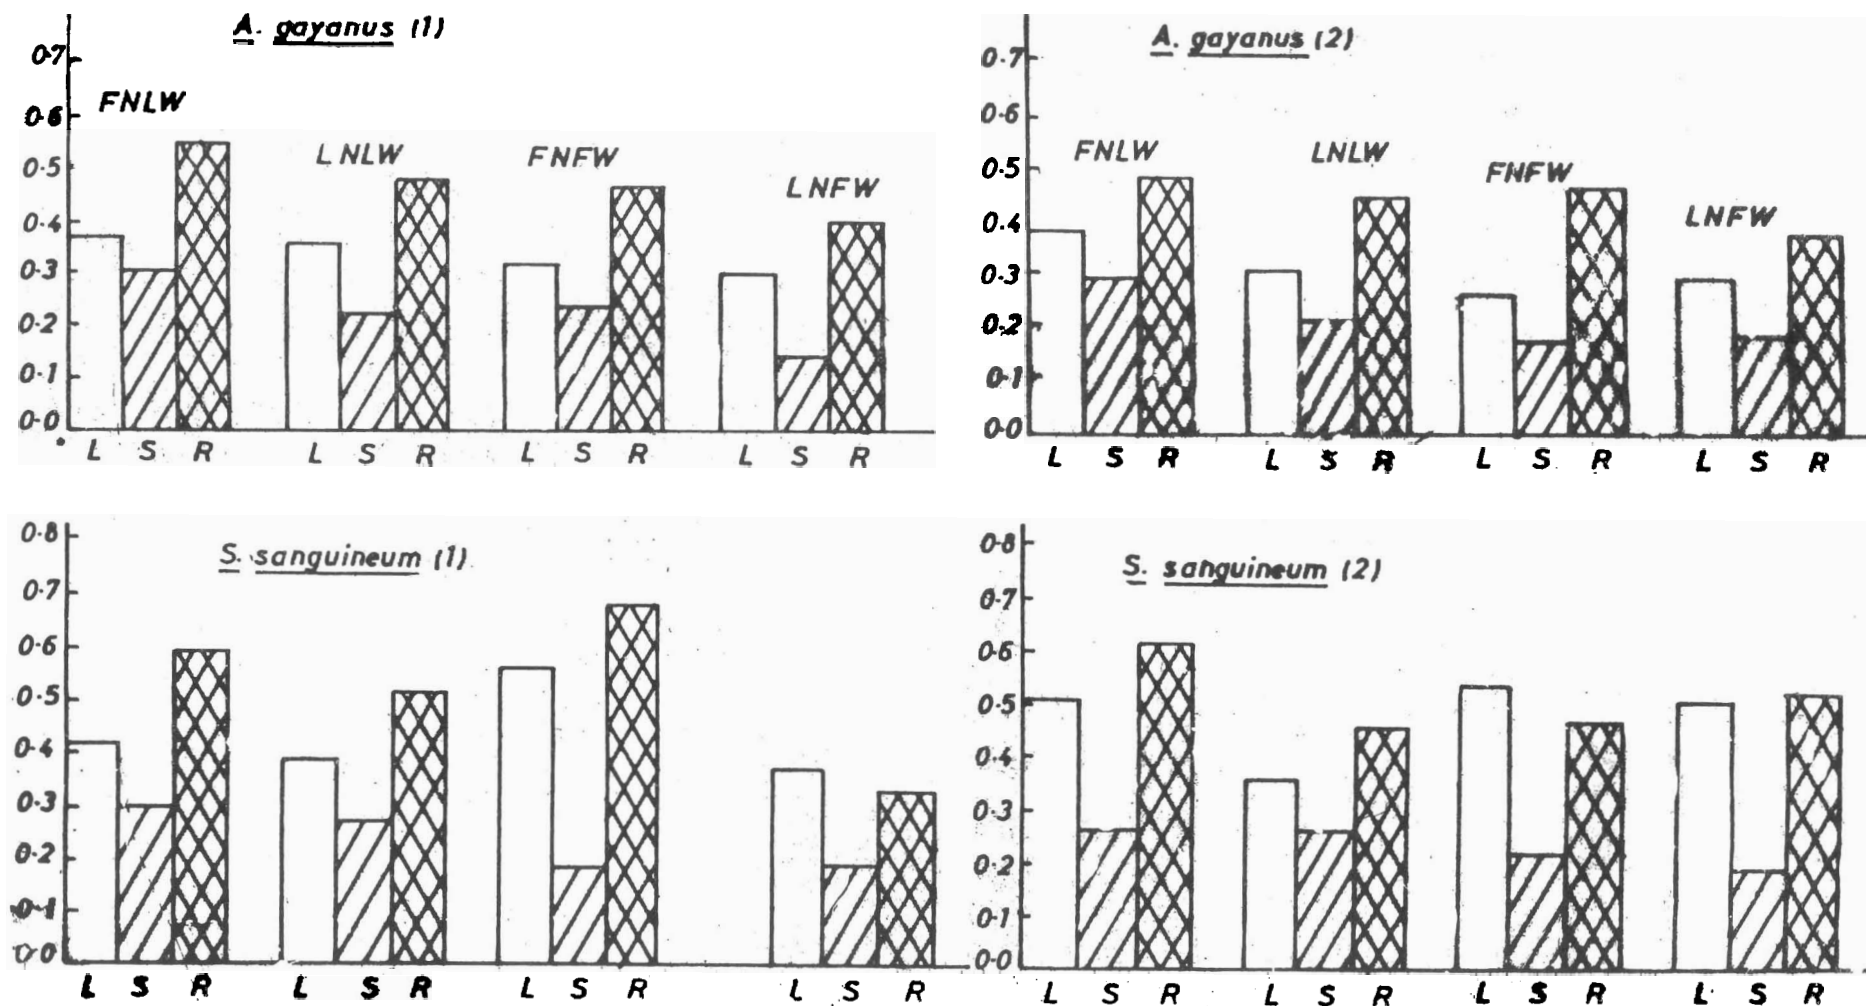 A. gayanus (1)
0.7
0.6
0.5
0.4
0.3
0.2
0.1
0.0
FNLW
LNLW
FNFW
LNFW
L S R L S R L S R L S R
A. gayanus (2)
0.7
0.6
0.5
0.4
0.3
0.2
0.1
0.0
FNLW
LNLW
FNFW
LNFW
L S R L S R L S R L S R
S. sanguineum (1)
0.8
0.7
0.6
0.5
0.4
0.3
0.2
0.1
0.0
L S R L S R L S R L S R
S. sanguineum (2)
0.8
0.7
0.6
0.5
0.4
0.3
0.2
0.1
0.0
L S R L S R L S R L S R